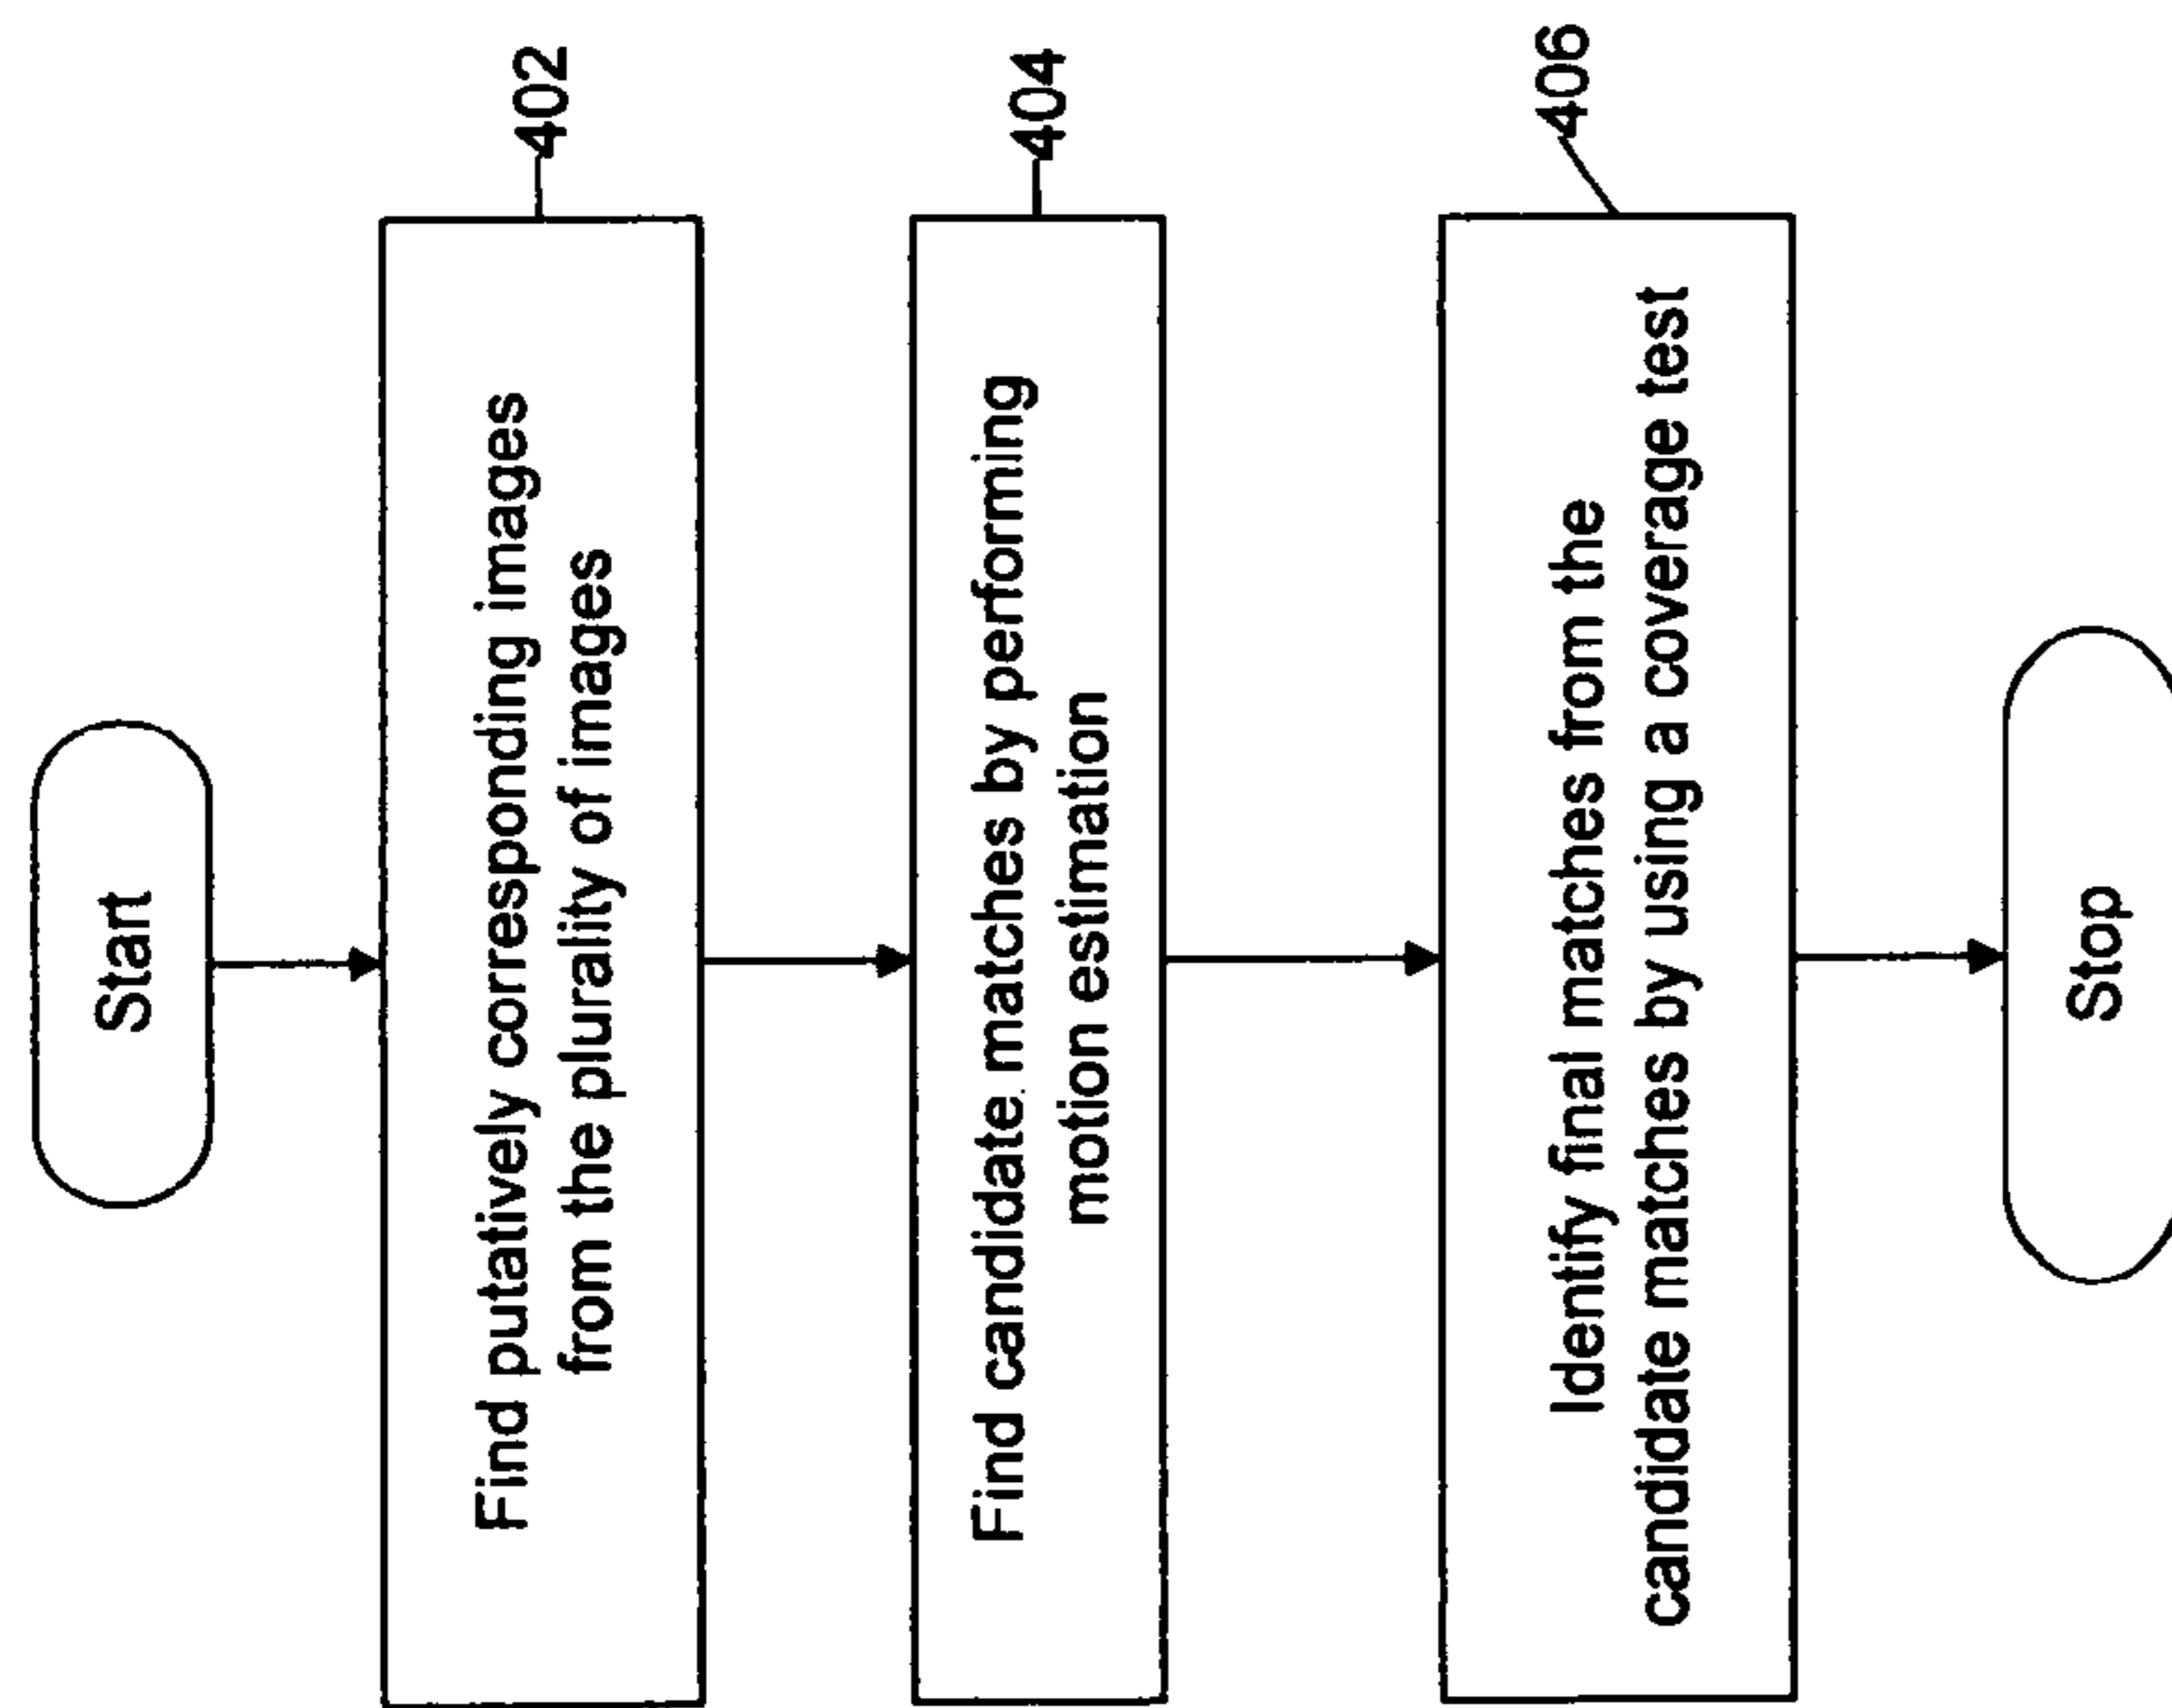 Start
402
Find putatively corresponding images
from the plurality of images
404
Find candidate matches by performing
motion estimation
406
Identify final matches from the
candidate matches by using a coverage test
Stop